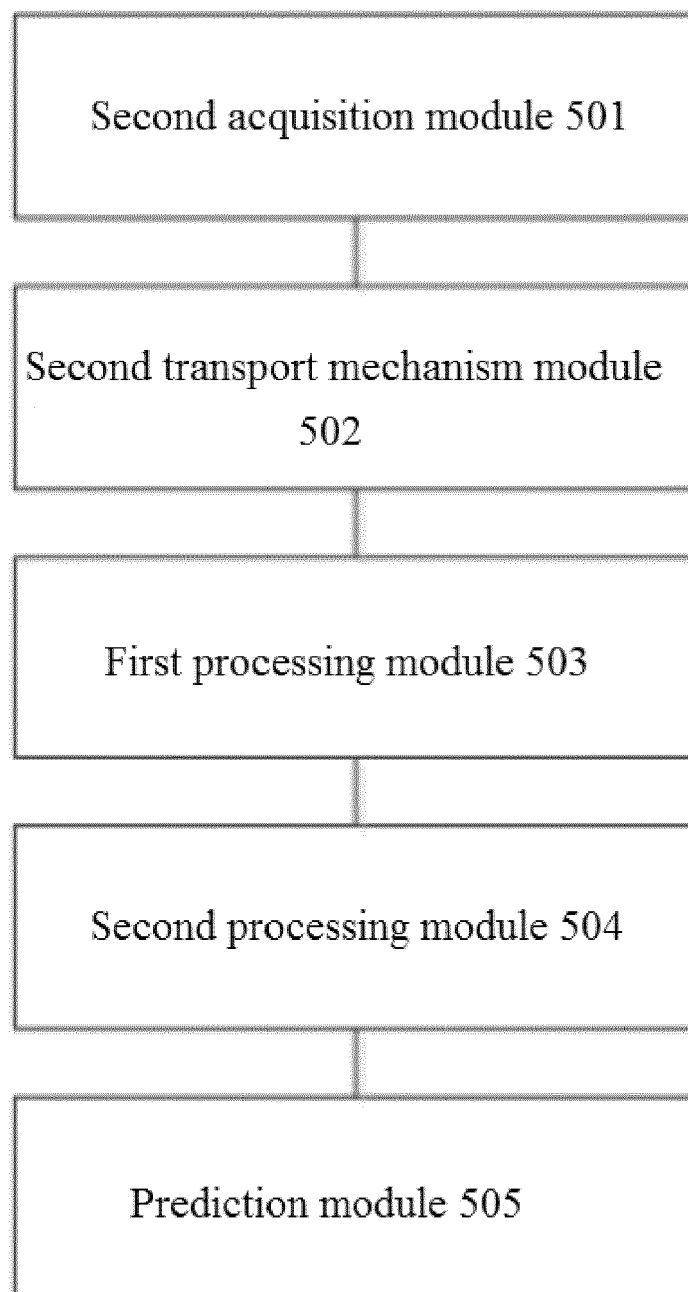 Second acquisition module 501
Second transport mechanism module
502
First processing module 503
Second processing module 504
Prediction module 505